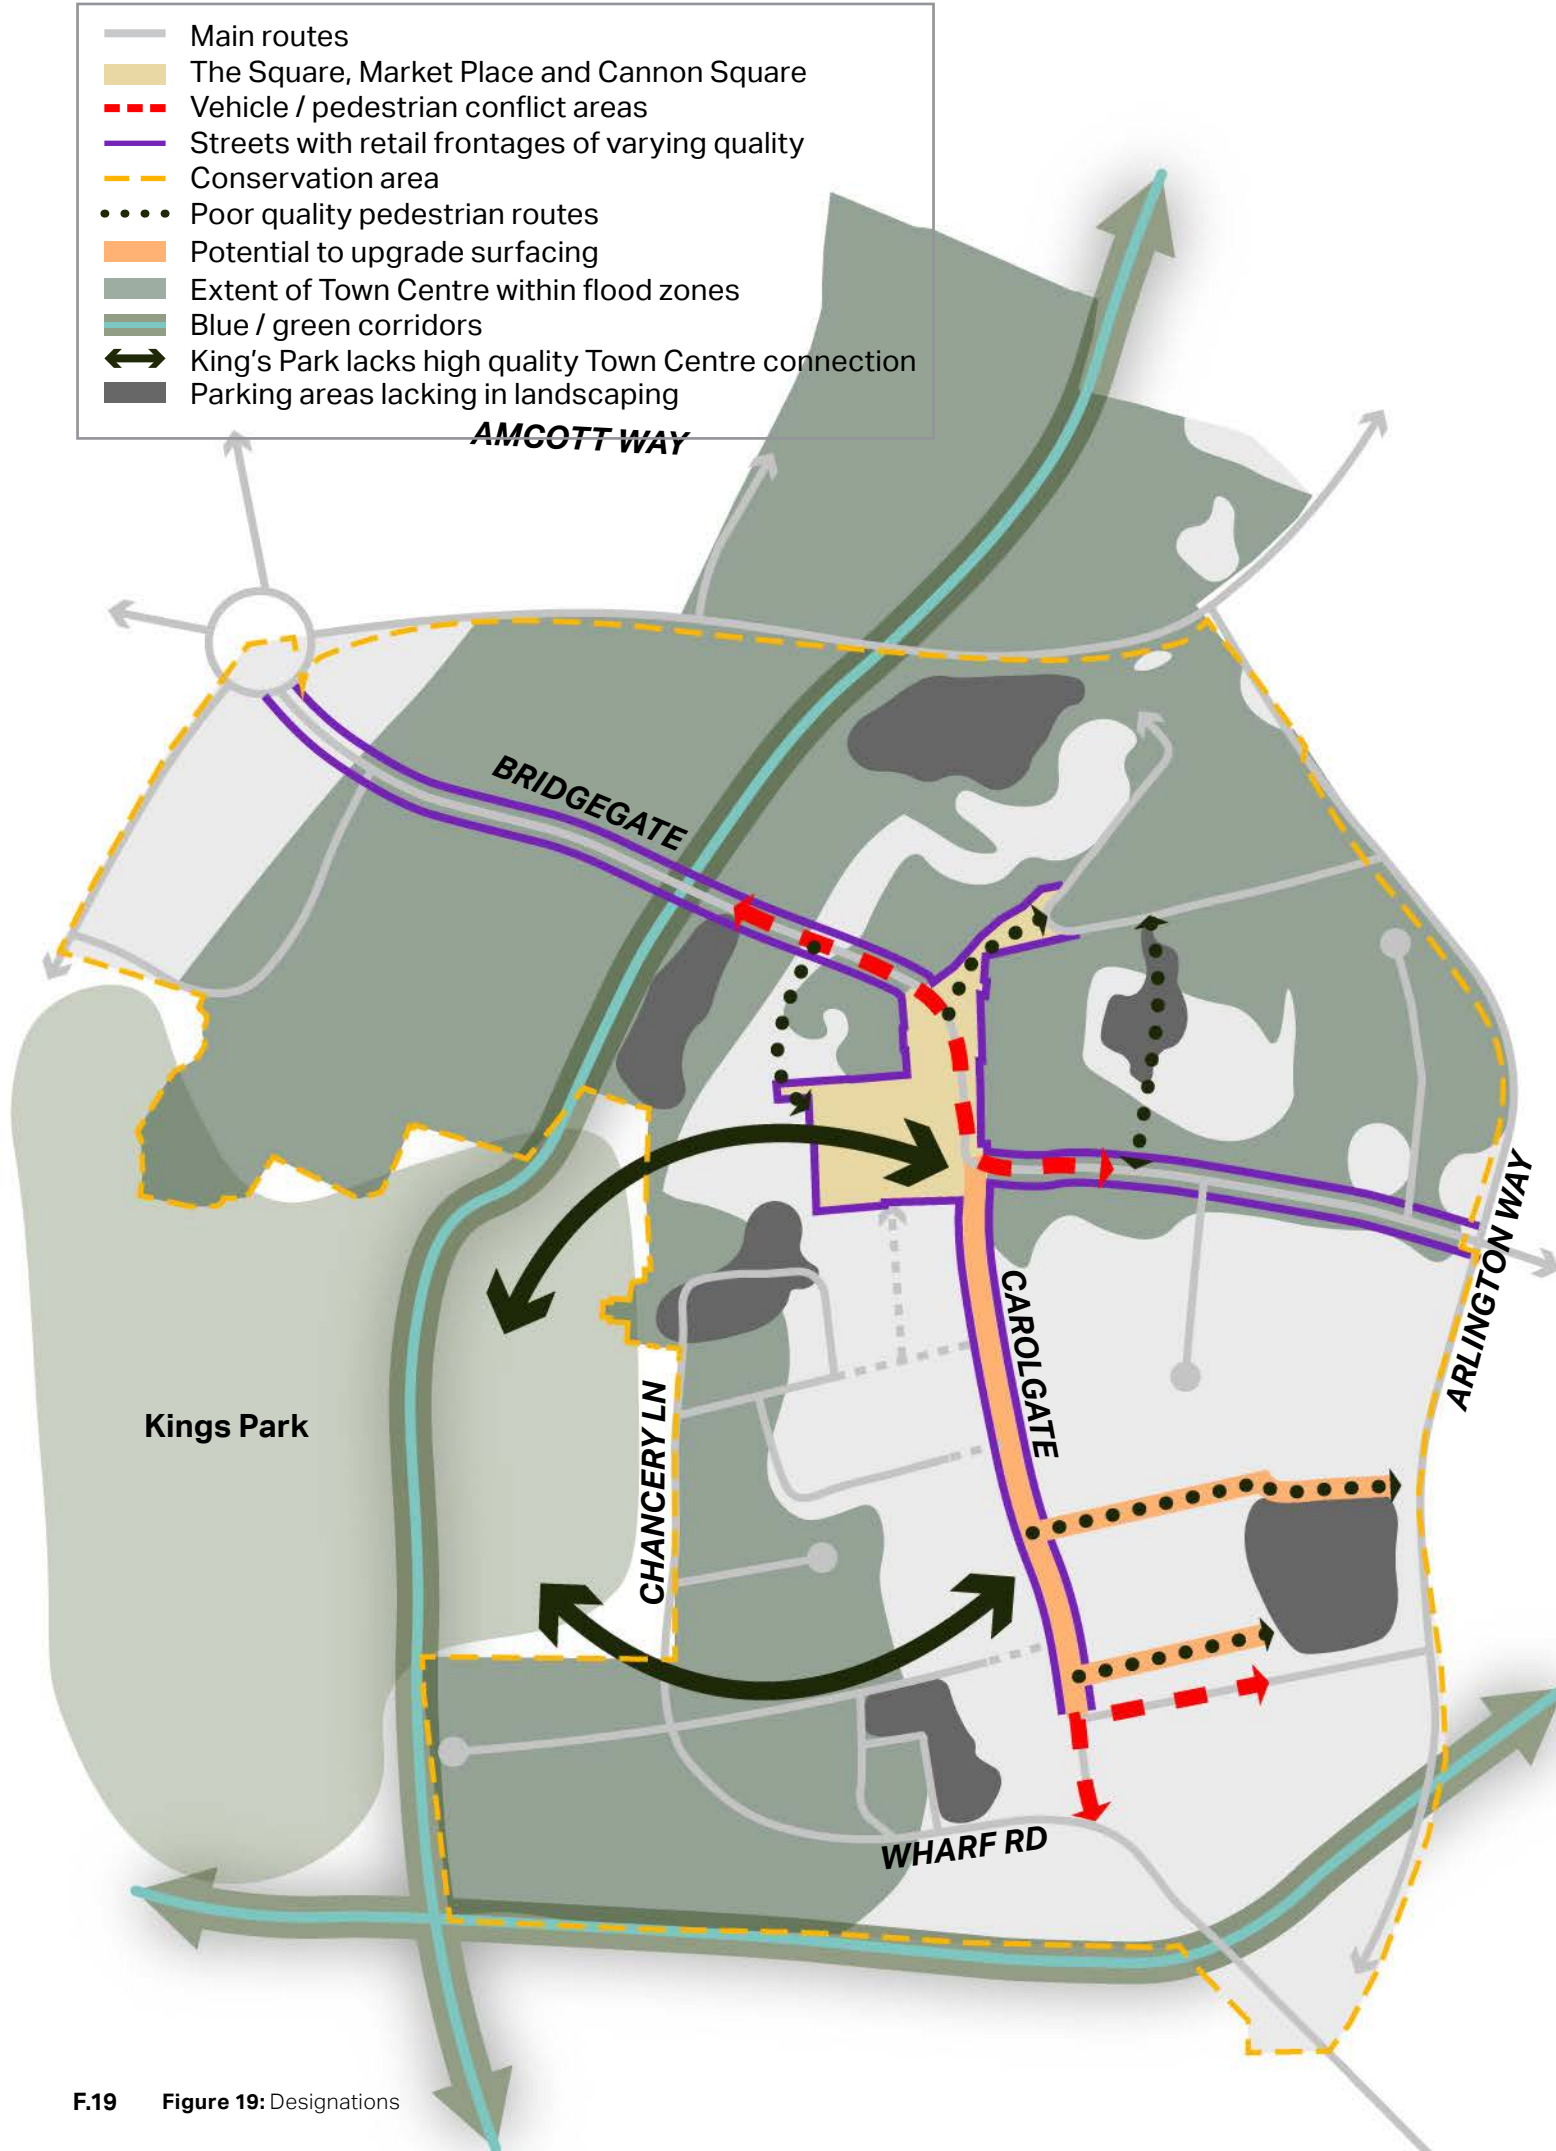 Main routes
The Square, Market Place and Cannon Square
Vehicle / pedestrian conflict areas
Streets with retail frontages of varying quality
Conservation area
Poor quality pedestrian routes
Potential to upgrade surfacing
Extent of Town Centre within flood zones
Blue / green corridors
King's Park lacks high quality Town Centre connection
Parking areas lacking in landscaping
AMCOTT WAY
BRIDGEGATE
ARLINGTON WAY
CAROLGATE
Kings Park
CHANCERY LN
WHARF RD
F.19 Figure 19: Designations